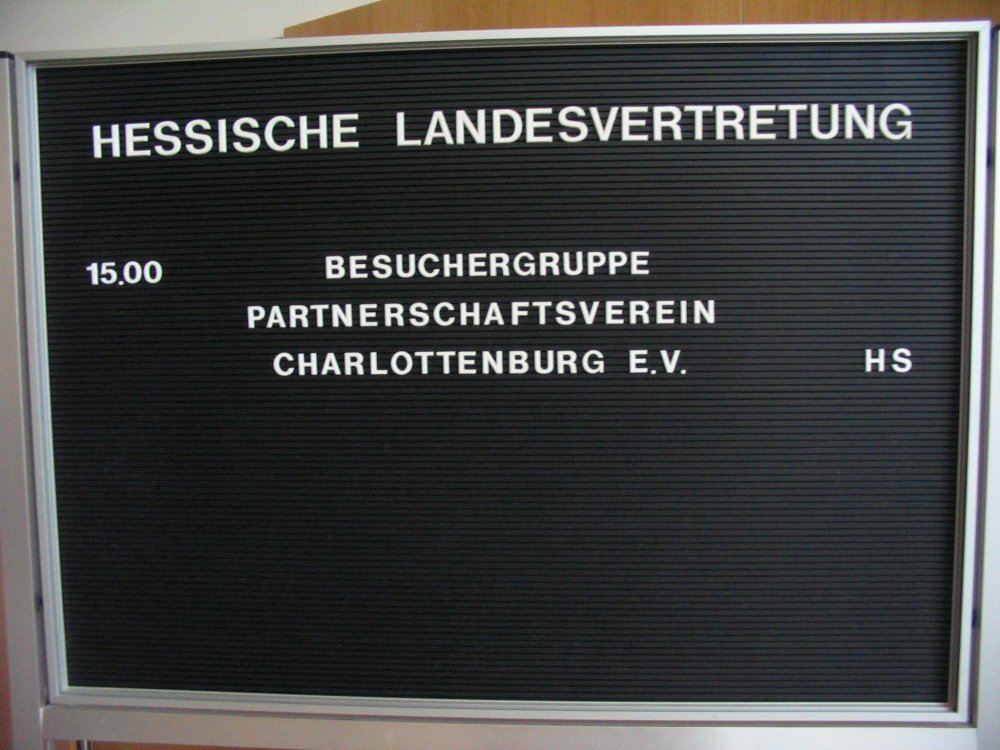 HESSISCHE LANDESVERTRETUNG
15.00 BESUCHERGRUPPE
PARTNERSCHAFTSVEREIN
CHARLOTTENBURG E.V. HS